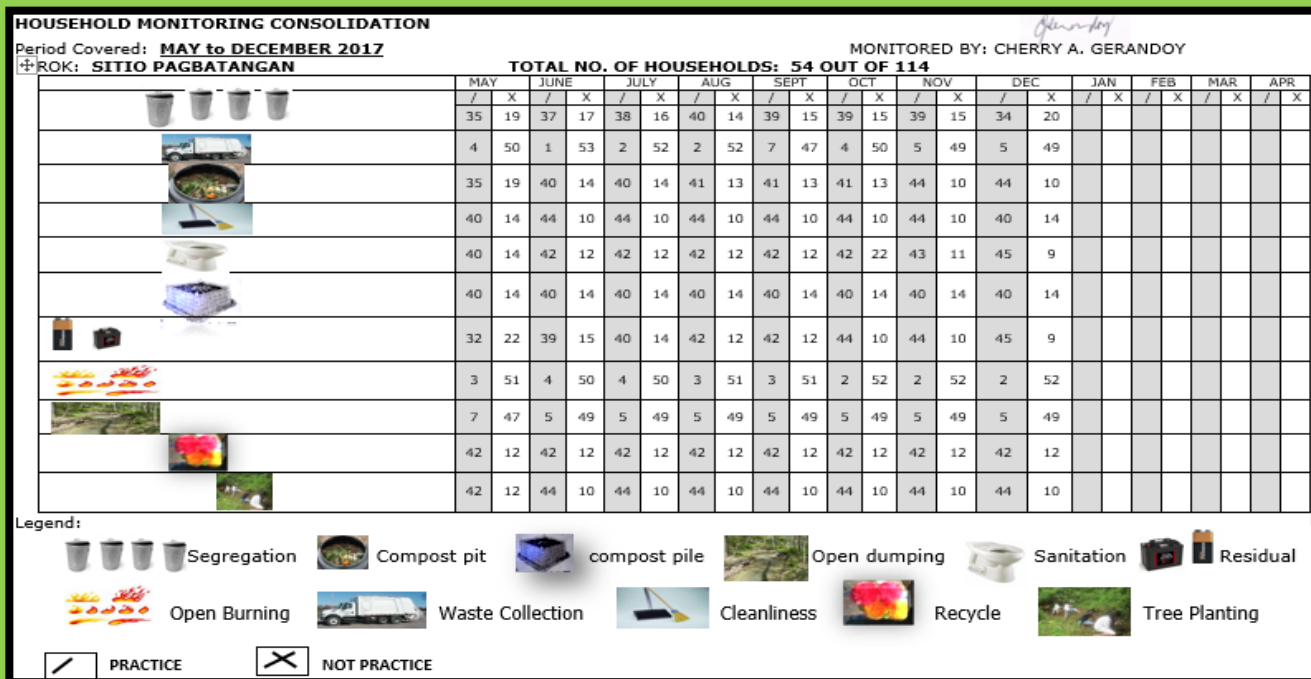 HOUSEHOLD MONITORING CONSOLIDATION
Period Covered: MAY to DECEMBER 2017 MONITORED BY: CHERRY A. GERANDOY
ROK: SITIO PAGBATANGAN TOTAL NO. OF HOUSEHOLDS: 54 OUT OF 114
MAY JUNE JULY AUG SEPT OCT NOV DEC JAN FEB MAR APR
/ X / X / X / X / X / X / X / X / X / X / X / X
35 19 37 17 38 16 40 14 39 15 39 15 39 15 34 20
4 50 1 53 2 52 2 52 7 47 4 50 5 49 5 49
35 19 40 14 40 14 41 13 41 13 41 13 44 10 44 10
40 14 44 10 44 10 44 10 44 10 44 10 44 10 40 14
40 14 42 12 42 12 42 12 42 12 42 22 43 11 45 9
40 14 40 14 40 14 40 14 40 14 40 14 40 14 40 14
32 22 39 15 40 14 42 12 42 12 44 10 44 10 45 9
3 51 4 50 4 50 3 51 3 51 2 52 2 52 2 52
7 47 5 49 5 49 5 49 5 49 5 49 5 49 5 49
42 12 42 12 42 12 42 12 42 12 42 12 42 12 42 12
42 12 44 10 44 10 44 10 44 10 44 10 44 10 44 10
Legend:
Segregation Compost pit compost pile Open dumping Sanitation Residual
Open Burning Waste Collection Cleanliness Recycle Tree Planting
/ PRACTICE X NOT PRACTICE